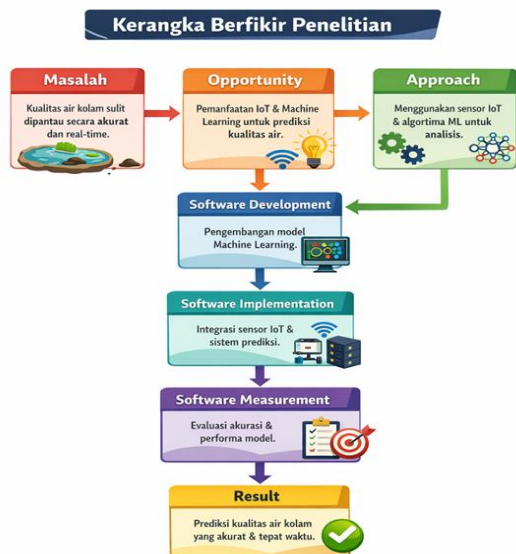 Kerangka Berfikir Penelitian
Masalah
Kualitas air kolam sulit
dipantau secara akurat
dan real-time.
Opportunity
Pemanfaatan IoT & Machine
Learning untuk prediksi
kualitas air.
Approach
Menggunakan sensor IoT
& algortima ML untuk
analisis.
Software Development
Pengembangan model
Machine Learning.
Software Implementation
Integrasi sensor IoT &
sistem prediksi.
Software Measurement
Evaluasi akurasi &
performa model.
Result
Prediksi kualitas air kolam
yang akurat & tepat waktu.